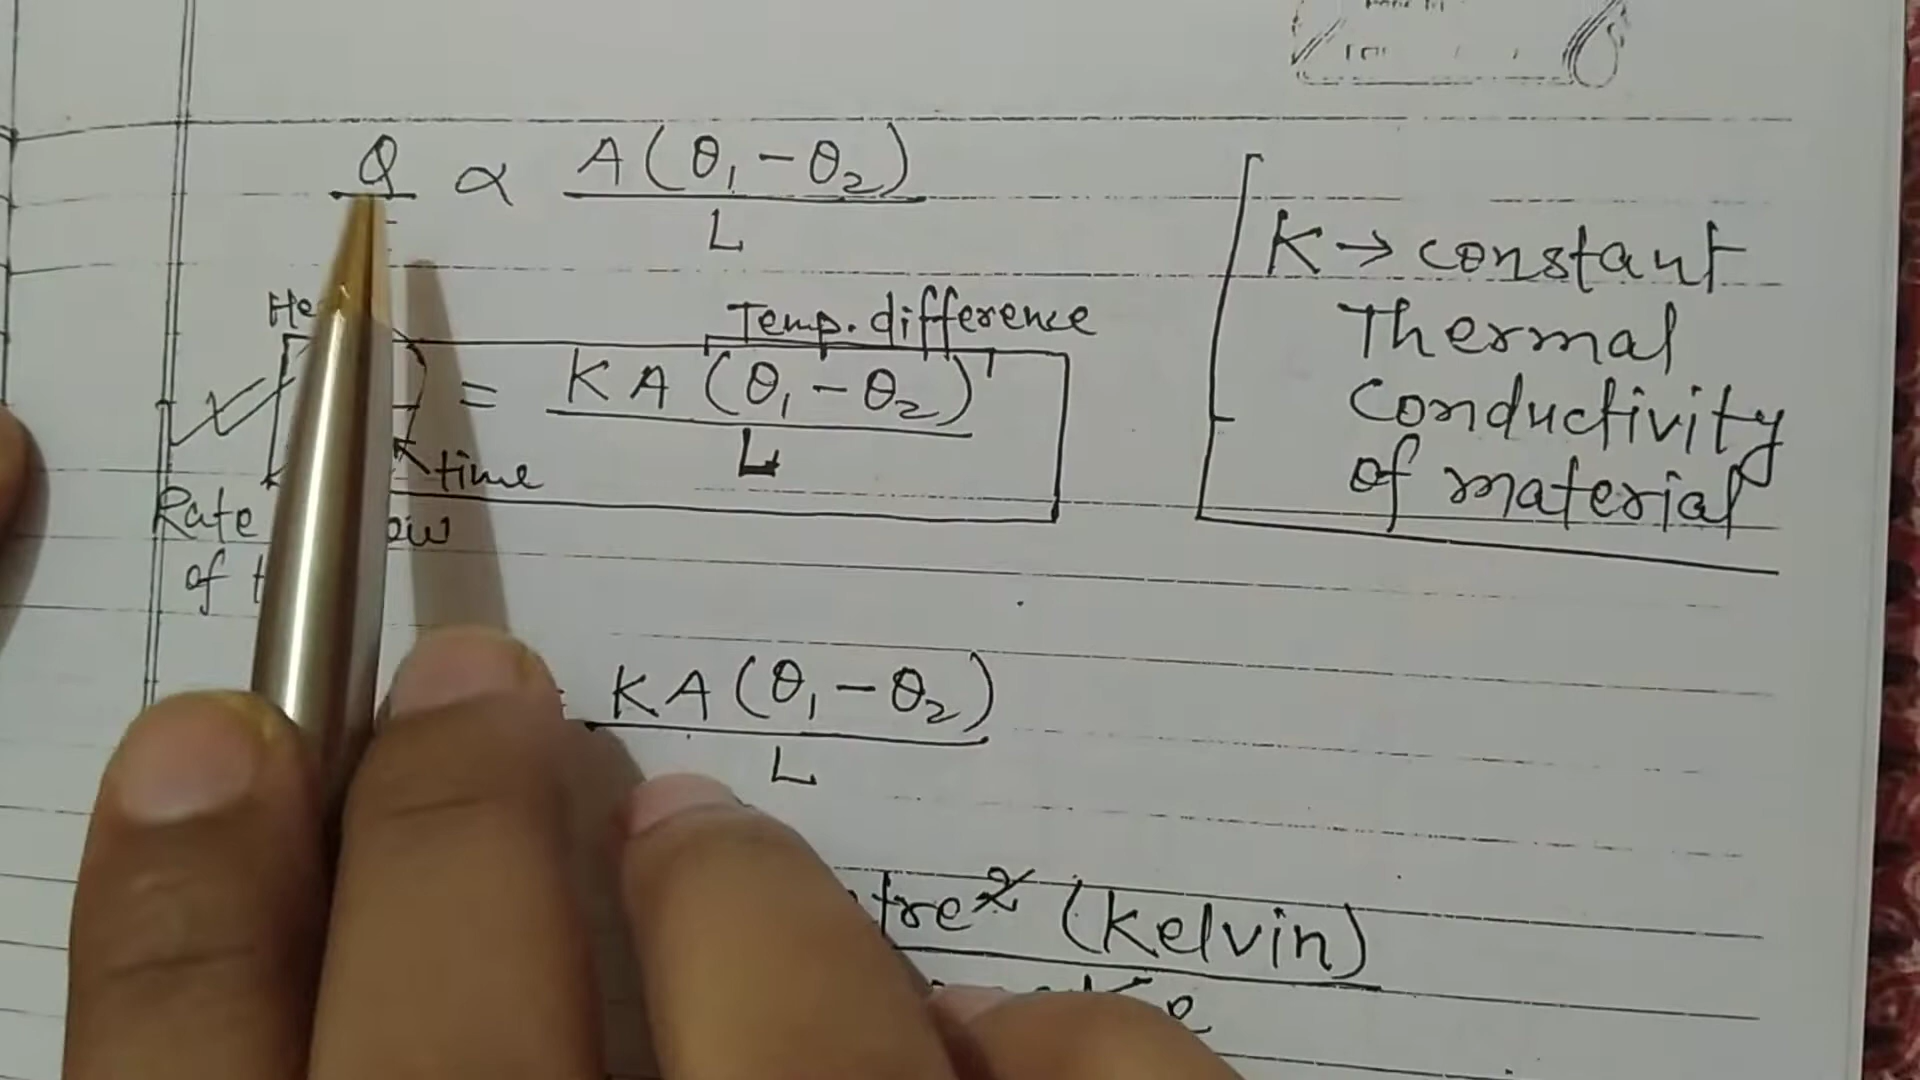 Q ∝ A(θ₁-θ₂)
L
Temp. difference
= KA(θ₁-θ₂)
L
time
Rate
of
KA(θ₁-θ₂)
L
(Kelvin)
K→constant
Thermal
Conductivity
of material